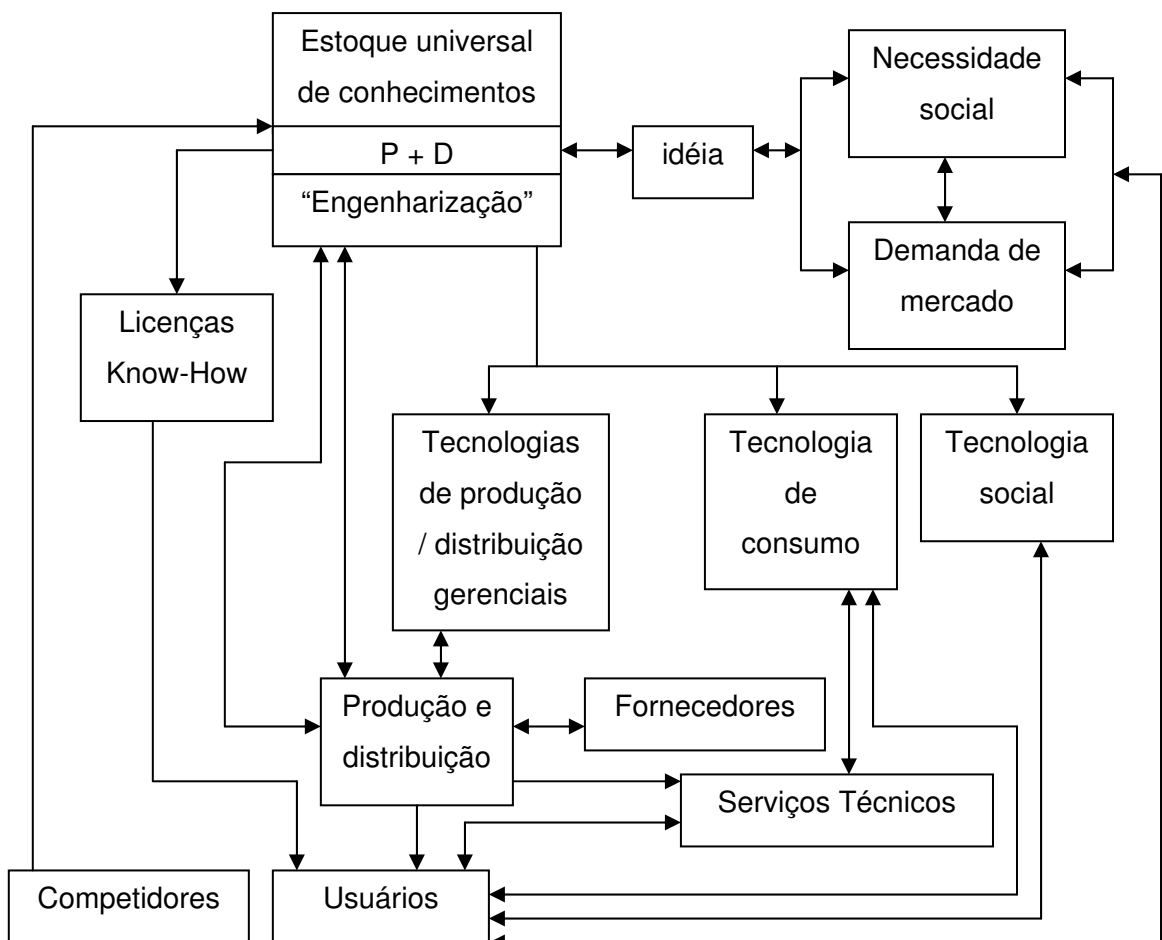 Estoque universal
de conhecimentos
P + D
“Engenharização”
idéia
Necessidade
social
Demanda de
mercado
Licenças
Know-How
Tecnologias
de produção
/ distribuição
gerenciais
Tecnologia
de
consumo
Tecnologia
social
Produção e
distribuição
Fornecedores
Serviços Técnicos
Competidores
Usuários